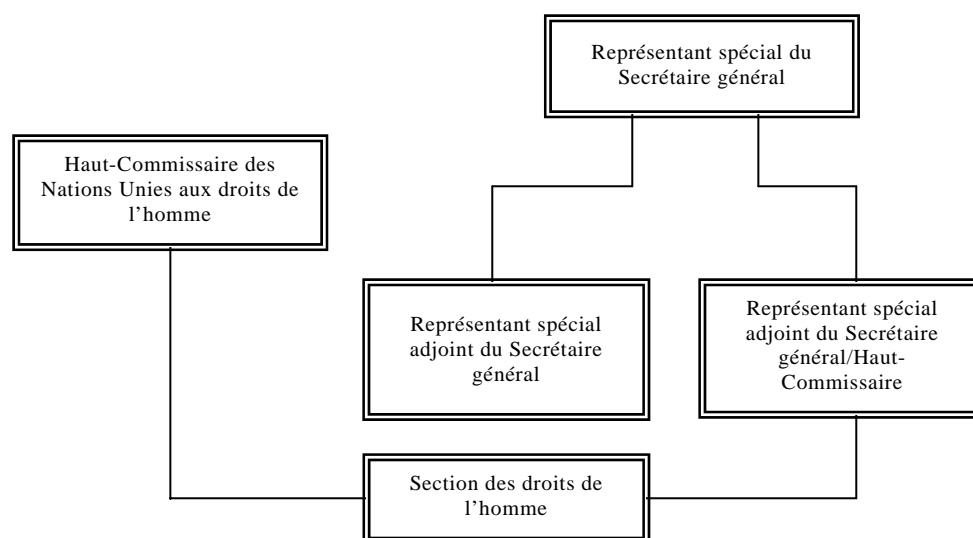 Représentant spécial du
Secrétaire général
Haut-Commissaire des
Nations Unies aux droits de
l’homme
Représentant spécial
adjoint du Secrétaire
général
Représentant spécial
adjoint du Secrétaire
général/Haut-
Commissaire
Section des droits de
l’homme